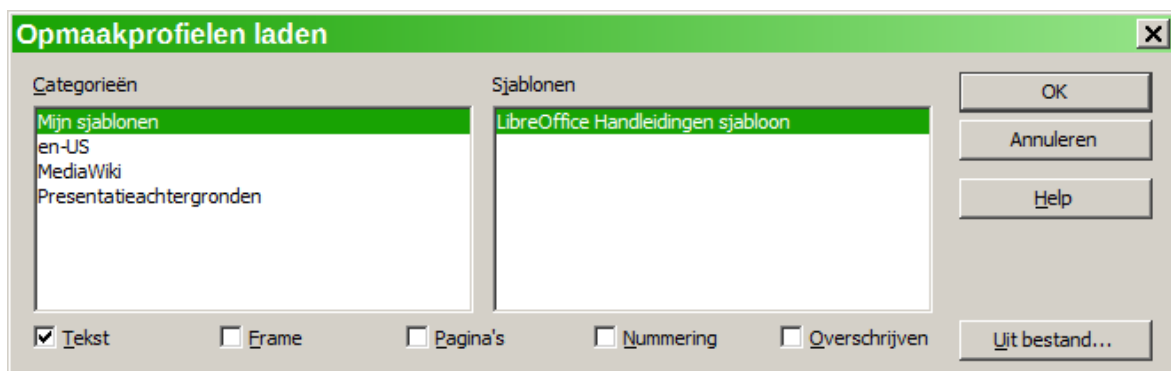 Opmaakprofielen laden
Categorieën
Sjablonen
Mijn sjablonen
en-US
MediaWiki
Presentatieachtergronden
LibreOffice Handleidingen sjabloon
OK
Annuleren
Help
Tekst
Frame
Pagina's
Nummering
Overschrijven
Uit bestand...